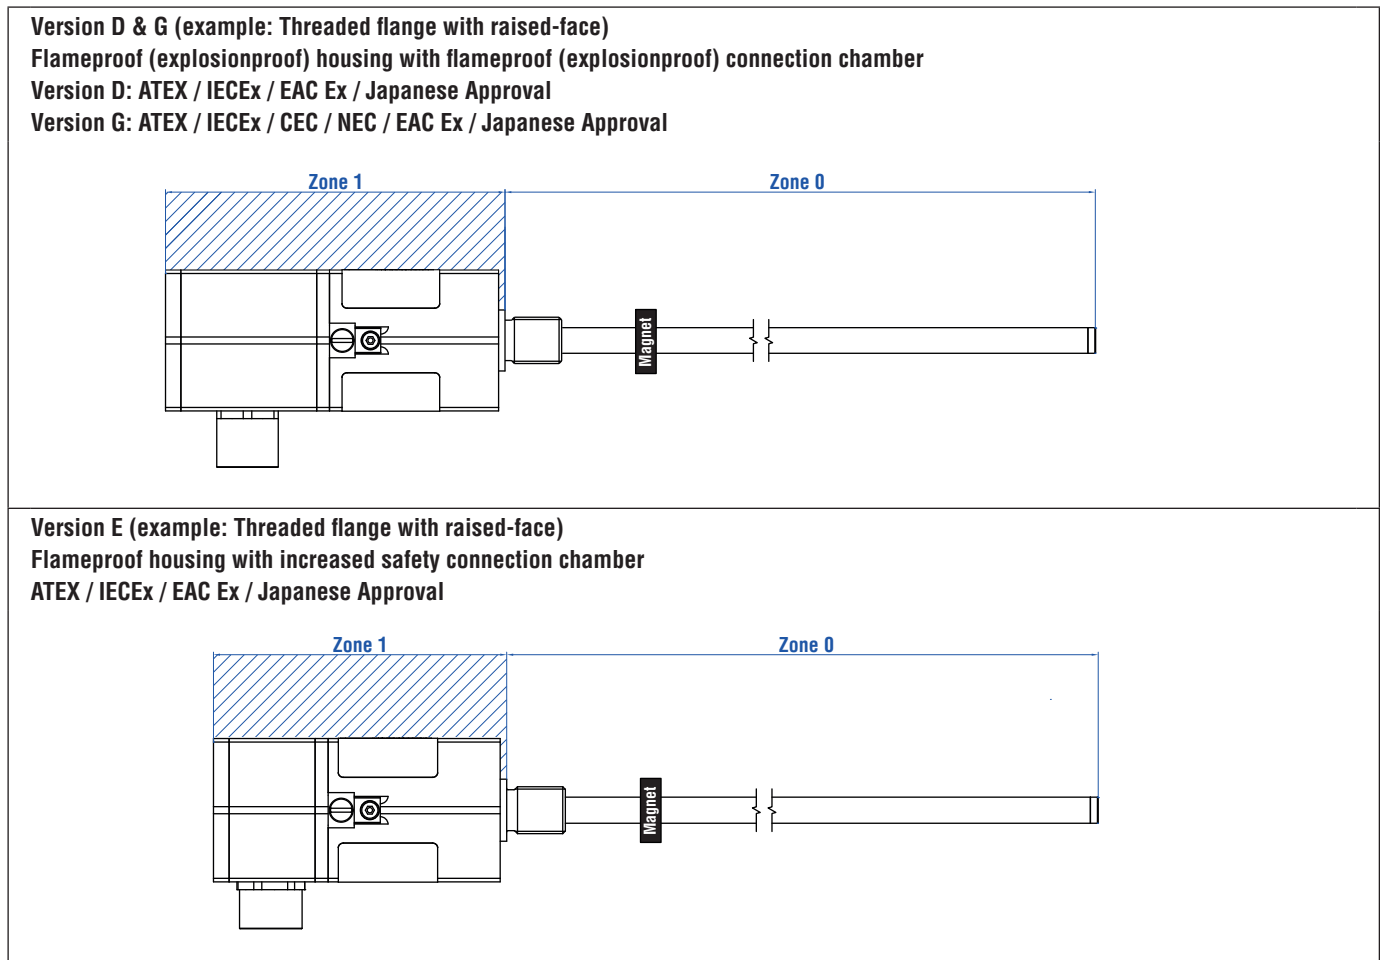 Version D & G (example: Threaded flange with raised-face)
Flameproof (explosionproof) housing with flameproof (explosionproof) connection chamber
Version D: ATEX / IECEx / EAC Ex / Japanese Approval
Version G: ATEX / IECEx / CEC / NEC / EAC Ex / Japanese Approval
Zone 1
Zone 0
Magnet
Version E (example: Threaded flange with raised-face)
Flameproof housing with increased safety connection chamber
ATEX / IECEx / EAC Ex / Japanese Approval
Zone 1
Zone 0
Magnet